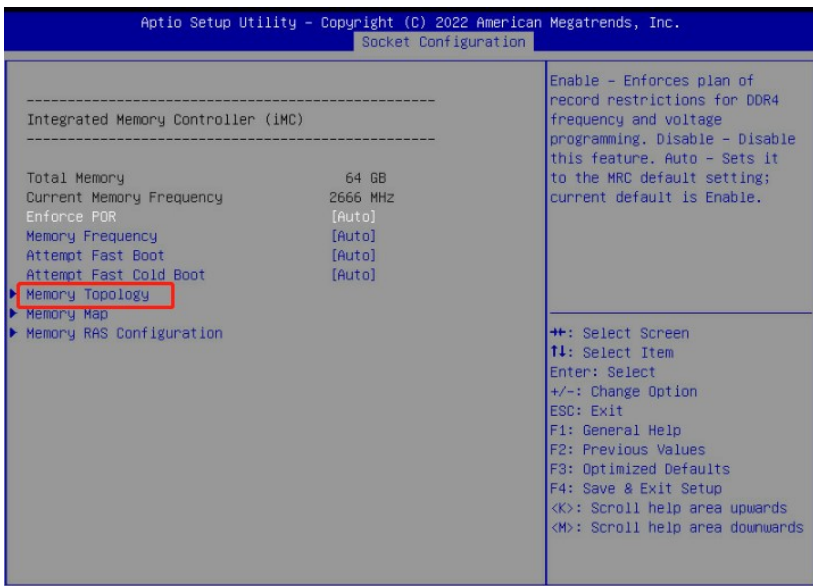 Aptio Setup Utility – Copyright (C) 2022 American Megatrends, Inc.
Socket Configuration
Integrated Memory Controller (iMC)
Total Memory 64 GB
Current Memory Frequency 2666 MHz
Enforce POR [Auto]
Memory Frequency [Auto]
Attempt Fast Boot [Auto]
Attempt Fast Cold Boot [Auto]
Memory Topology
Memory Map
Memory RAS Configuration
Enable – Enforces plan of
record restrictions for DDR4
frequency and voltage
programming. Disable – Disable
this feature. Auto – Sets it
to the MRC default setting;
current default is Enable.
↔: Select Screen
↑↓: Select Item
Enter: Select
+/-: Change Option
ESC: Exit
F1: General Help
F2: Previous Values
F3: Optimized Defaults
F4: Save & Exit Setup
<K>: Scroll help area upwards
<M>: Scroll help area downwards